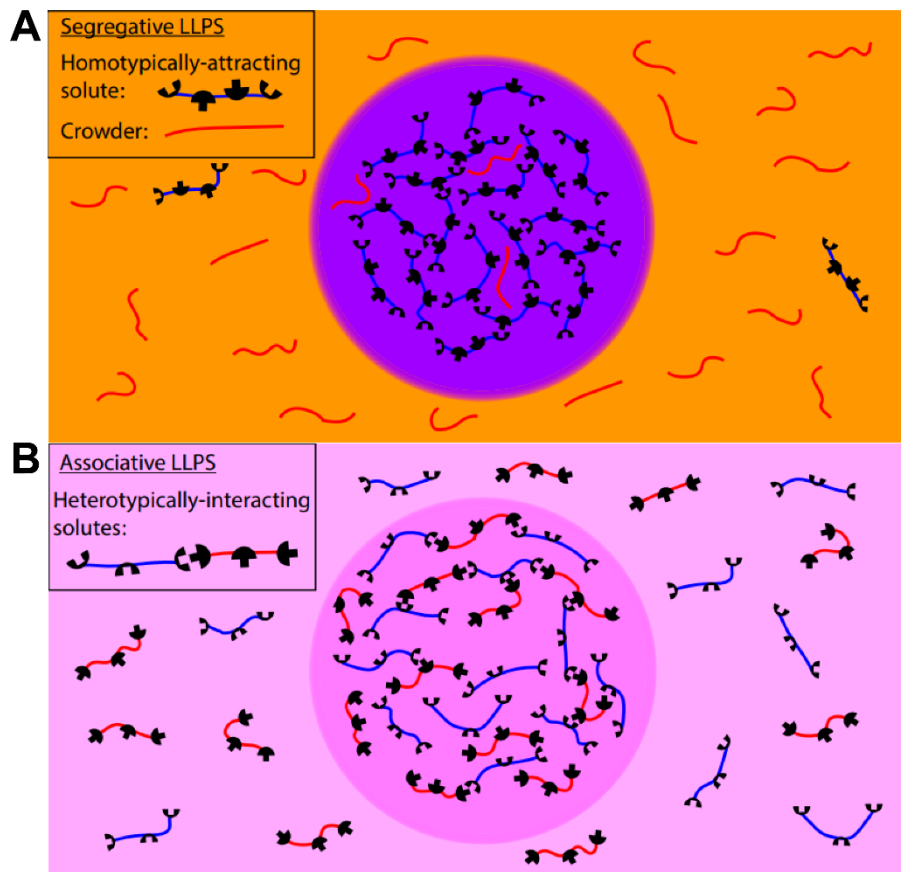 A
Segregative LLPS
Homotypically-attracting
solute:
Crowder:
B
Associative LLPS
Heterotypically-interacting
solutes: